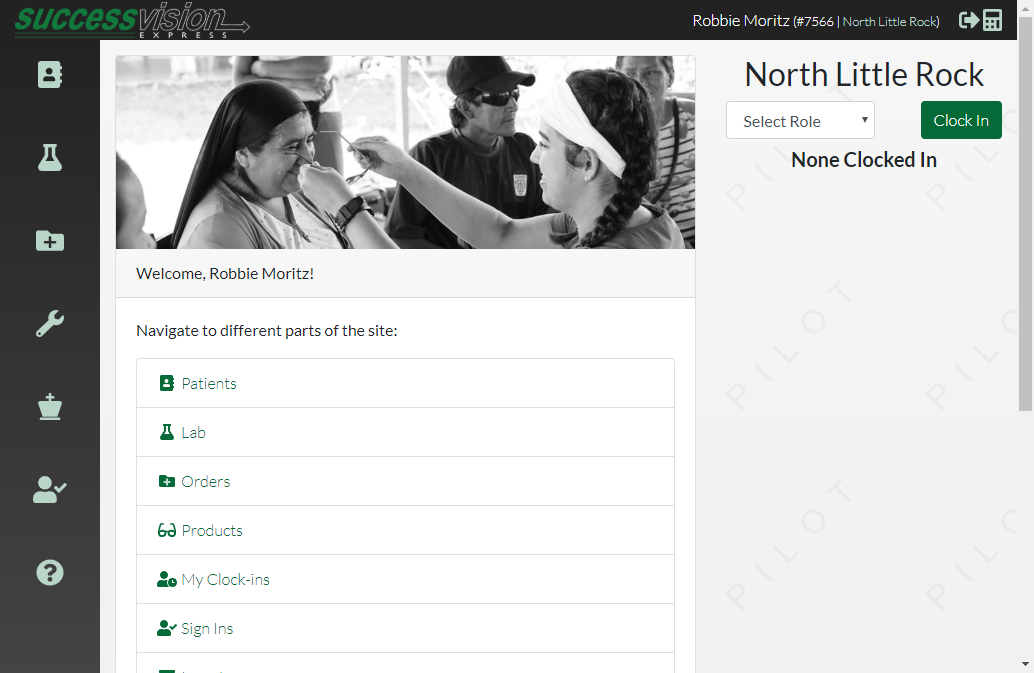 successvision
EXPRESS
Robbie Moritz (#7566 | North Little Rock)
Welcome, Robbie Moritz!
Navigate to different parts of the site:
Patients
Lab
Orders
Products
My Clock-ins
Sign Ins
North Little Rock
Select Role
Clock In
None Clocked In
PILOT
PILOT
PILOT
PILOT
PILOT
PILOT